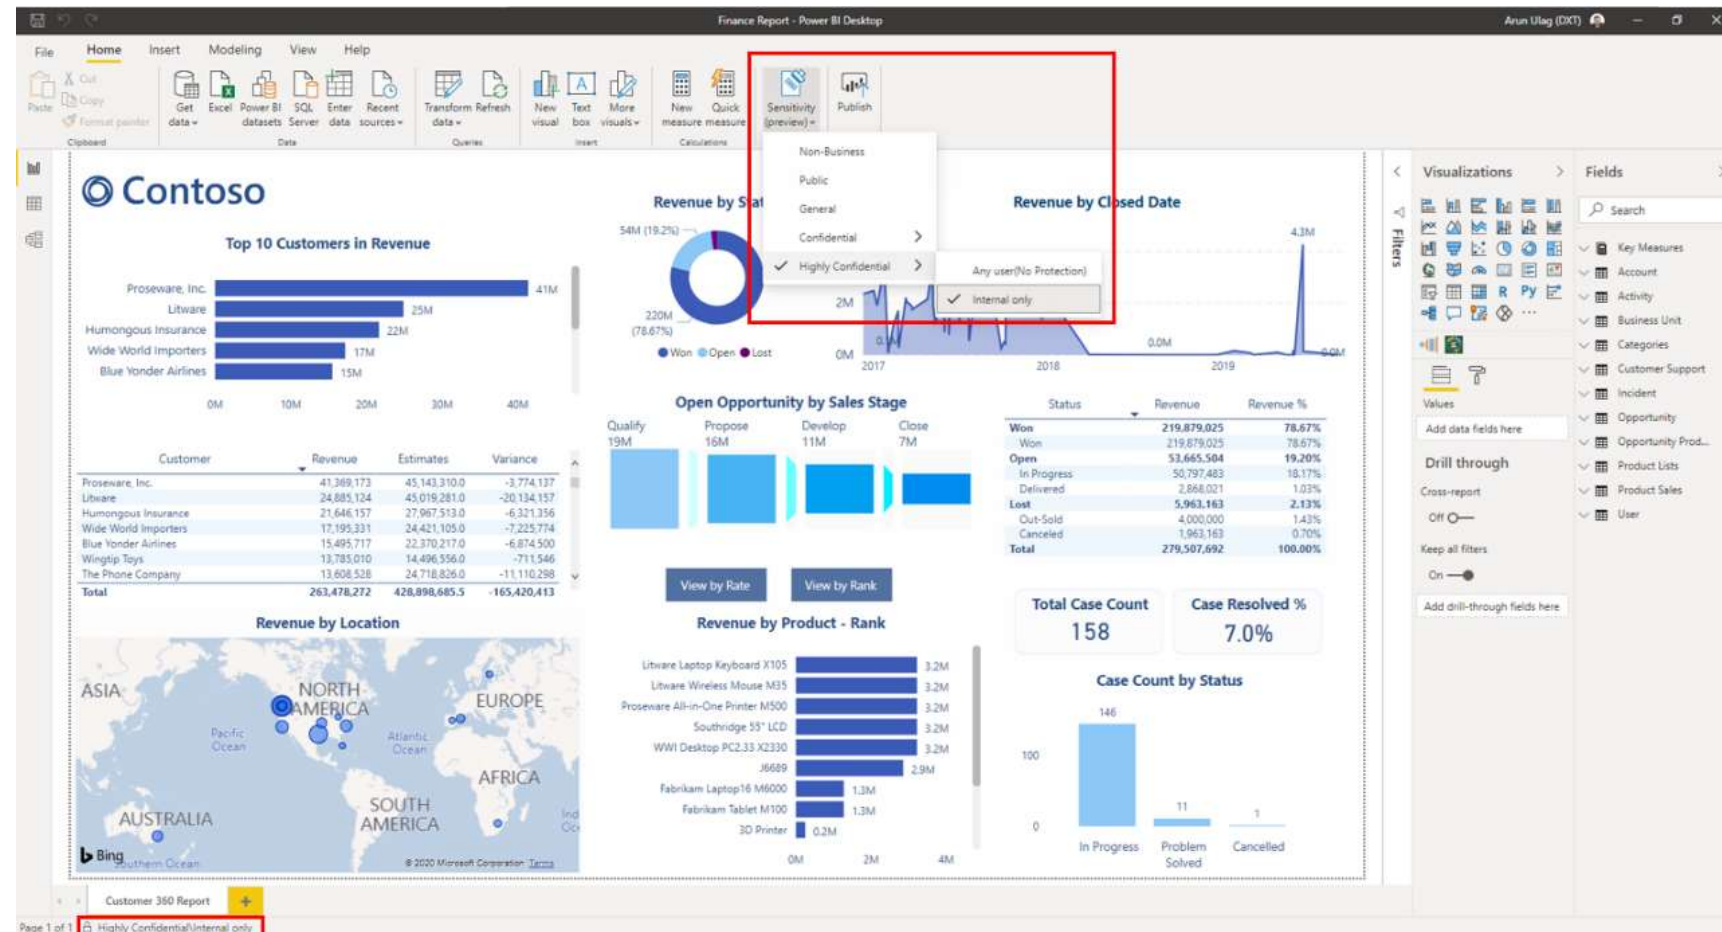 Finance Report - Power BI Desktop
Arun Ulag (DXT)
File Home Insert Modeling View Help
Paste
Cut
Copy
Format painter
Get data
Excel
Power BI datasets
SQL Server
Enter data
Recent sources
Transform data
Refresh
New visual
Text box
More visuals
New measure
Quick measure
Sensitivity (preview)
Publish
Clipboard
Data
Queries
Insert
Calculations
Non-Business
Public
General
Confidential
Highly Confidential
Any user(No Protection)
Internal only
Contoso
Top 10 Customers in Revenue
Proseware, Inc. 41M
Litware 25M
Humongous Insurance 22M
Wide World Importers 17M
Blue Yonder Airlines 15M
0M 10M 20M 30M 40M
Customer Revenue Estimates Variance
Proseware, Inc. 41,369,173 45,143,310.0 -3,774,137
Litware 24,885,124 45,019,281.0 -20,134,157
Humongous Insurance 21,646,157 27,967,513.0 -6,321,356
Wide World Importers 17,195,331 24,421,105.0 -7,225,774
Blue Yonder Airlines 15,495,717 22,370,217.0 -6,874,500
Wingtip Toys 13,785,010 14,496,556.0 -711,546
The Phone Company 13,608,528 24,718,826.0 -11,110,298
Total 263,478,272 428,898,685.5 -165,420,413
Revenue by Location
ASIA
NORTH AMERICA
EUROPE
Pacific Ocean
Atlantic Ocean
AFRICA
SOUTH AMERICA
AUSTRALIA
Bing
Southern Ocean
© 2020 Microsoft Corporation Terms
Revenue by Stat
54M (19.2%)
220M
(78.67%)
Won Open Lost
Revenue by Closed Date
4.3M
2M
0M
0.0M
0.0M
2017 2018 2019
Open Opportunity by Sales Stage
Qualify Propose Develop Close
19M 16M 11M 7M
View by Rate
View by Rank
Revenue by Product - Rank
Litware Laptop Keyboard X105 3.2M
Litware Wireless Mouse M35 3.2M
Proseware All-in-One Printer M500 3.2M
Southridge 55" LCD 3.2M
WWI Desktop PC2.33 X2330 3.2M
J6689 2.9M
Fabrikam Laptop16 M6000 1.3M
Fabrikam Tablet M100 1.3M
3D Printer 0.2M
0M 2M 4M
Status Revenue Revenue %
Won 219,879,025 78.67%
Won 219,879,025 78.67%
Open 53,665,504 19.20%
In Progress 50,797,483 18.17%
Delivered 2,868,021 1.03%
Lost 5,963,163 2.13%
Out-Sold 4,000,000 1.43%
Canceled 1,963,163 0.70%
Total 279,507,692 100.00%
Total Case Count
158
Case Resolved %
7.0%
Case Count by Status
146
100
11
1
0
In Progress
Problem Solved
Cancelled
Filters
Visualizations
R Py
Values
Add data fields here
Drill through
Cross-report
Off
Keep all filters
On
Add drill-through fields here
Fields
Search
Key Measures
Account
Activity
Business Unit
Categories
Customer Support
Incident
Opportunity
Opportunity Prod...
Product Lists
Product Sales
User
Customer 360 Report
Page 1 of 1
Highly Confidential\Internal only